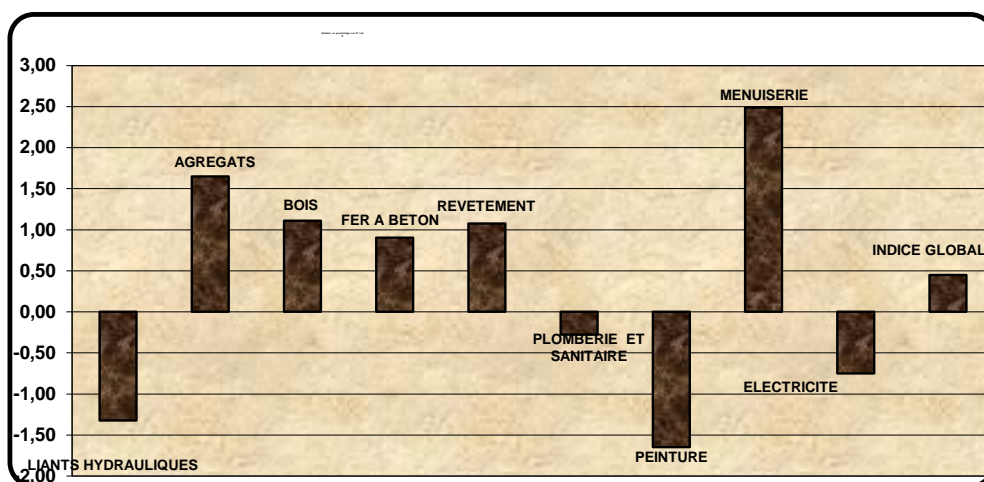 3,00
2,50
2,00
1,50
1,00
0,50
0,00
-0,50
-1,00
-1,50
-2,00
MENUISERIE
AGREGATS
BOIS
REVETEMENT
FER A BETON
INDICE GLOBAL
PLOMBERIE ET
SANITAIRE
ELECTRICITE
PEINTURE
LIANTS HYDRAULIQUES